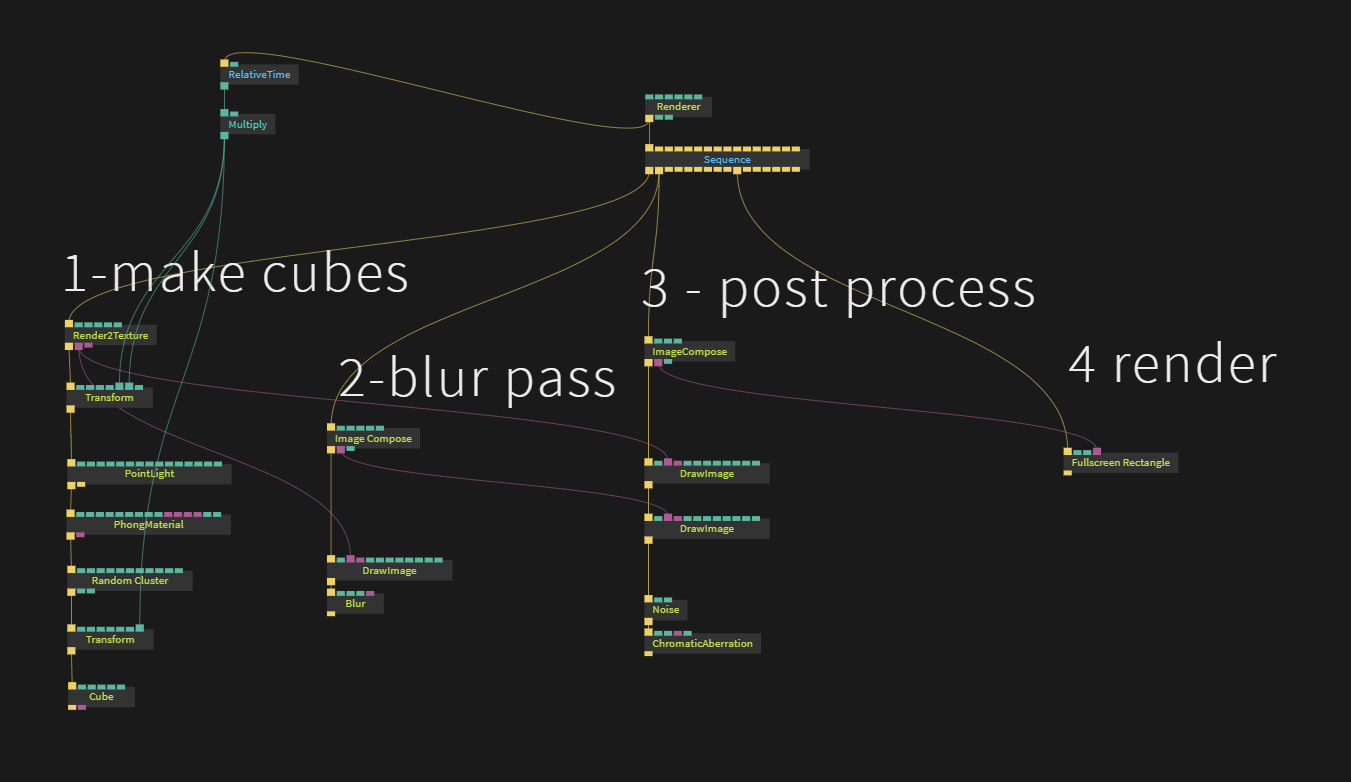 RelativeTime
Multiply
Renderer
Sequence
1-make cubes
Render2Texture
Transform
PointLight
PhongMaterial
Random Cluster
Transform
Cube
2-blur pass
Image Compose
DrawImage
Blur
3 - post process
ImageCompose
DrawImage
DrawImage
Noise
ChromaticAberration
4 render
Fullscreen Rectangle